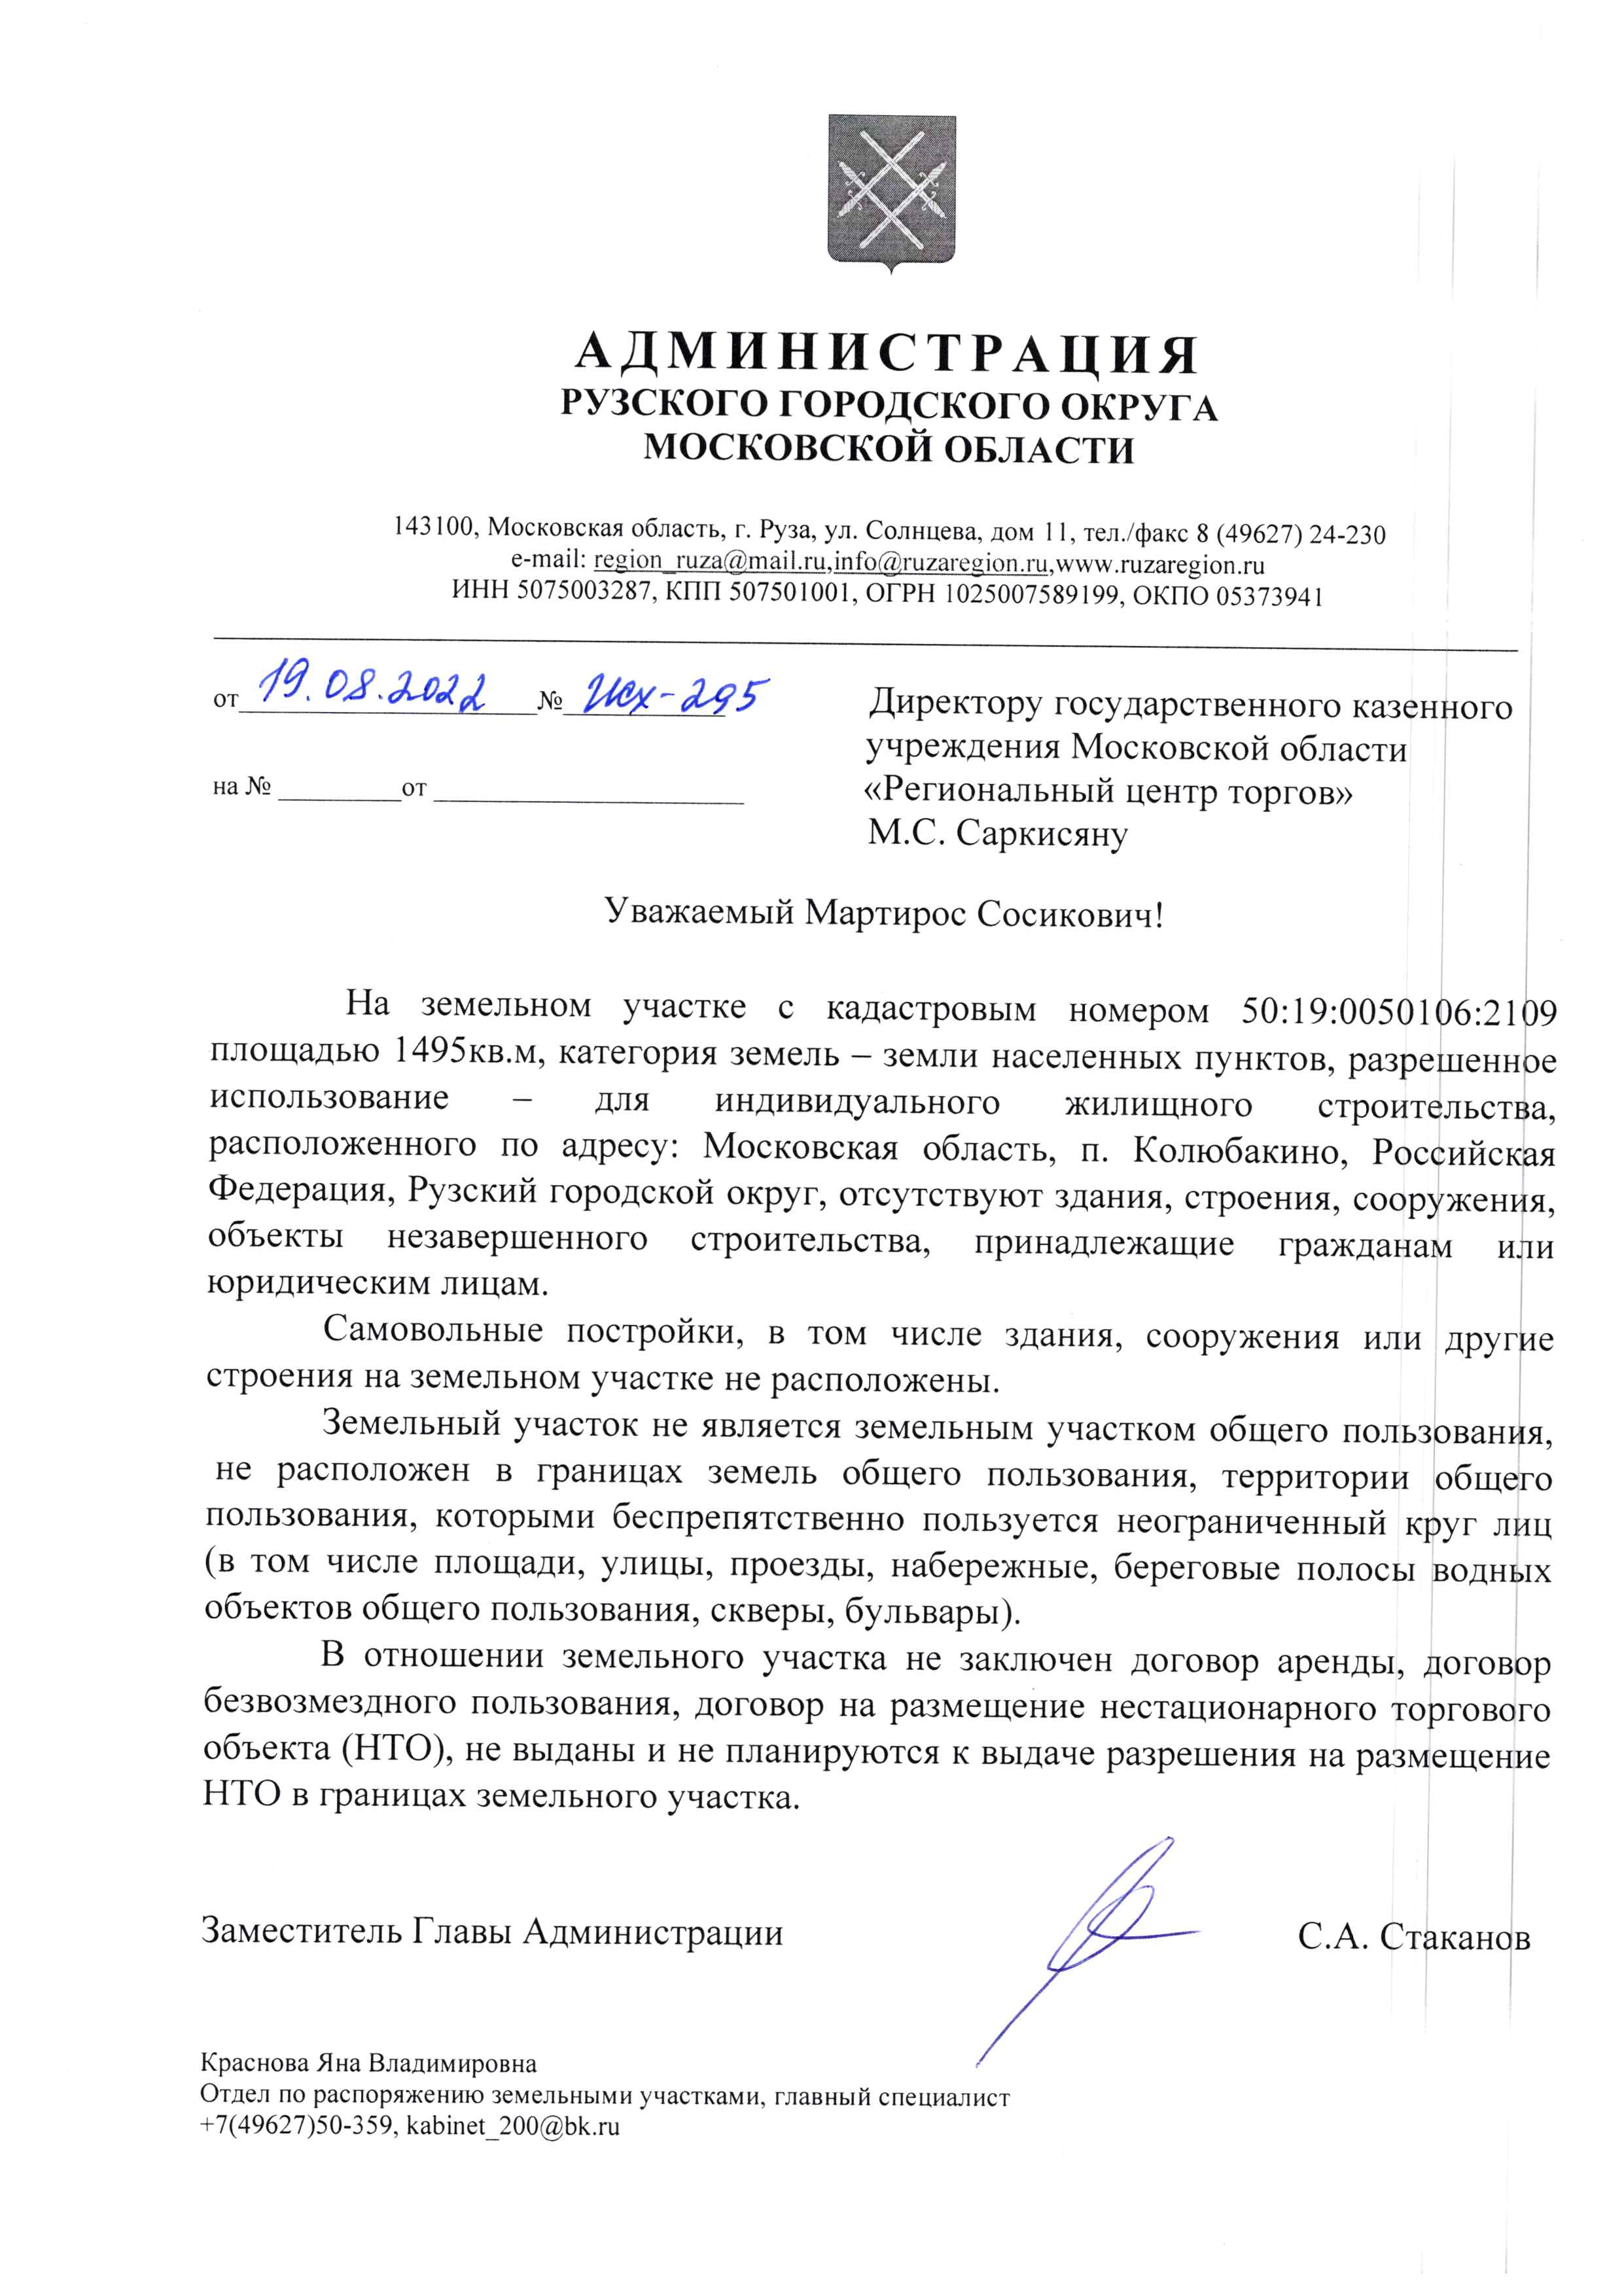 АДМИНИСТРАЦИЯ
РУЗСКОГО ГОРОДСКОГО ОКРУГА
МОСКОВСКОЙ ОБЛАСТИ
143100, Московская область, г. Руза, ул. Солнцева, дом 11, тел./факс 8 (49627) 24-230
e-mail: region_ruza@mail.ru,info@ruzaregion.ru,www.ruzaregion.ru
ИНН 5075003287, КПП 507501001, ОГРН 1025007589199, ОКПО 05373941
от 19.08.2022 № Исх-295
на № __________от ____________________
Директору государственного казенного
учреждения Московской области
«Региональный центр торгов»
М.С. Саркисяну
Уважаемый Мартирос Сосикович!
На земельном участке с кадастровым номером 50:19:0050106:2109
площадью 1495кв.м, категория земель – земли населенных пунктов, разрешенное
использование – для индивидуального жилищного строительства,
расположенного по адресу: Московская область, п. Колюбакино, Российская
Федерация, Рузский городской округ, отсутствуют здания, строения, сооружения,
объекты незавершенного строительства, принадлежащие гражданам или
юридическим лицам.
Самовольные постройки, в том числе здания, сооружения или другие
строения на земельном участке не расположены.
Земельный участок не является земельным участком общего пользования,
не расположен в границах земель общего пользования, территории общего
пользования, которыми беспрепятственно пользуется неограниченный круг лиц
(в том числе площади, улицы, проезды, набережные, береговые полосы водных
объектов общего пользования, скверы, бульвары).
В отношении земельного участка не заключен договор аренды, договор
безвозмездного пользования, договор на размещение нестационарного торгового
объекта (НТО), не выданы и не планируются к выдаче разрешения на размещение
НТО в границах земельного участка.
Заместитель Главы Администрации С.А. Стаканов
Краснова Яна Владимировна
Отдел по распоряжению земельными участками, главный специалист
+7(49627)50-359, kabinet_200@bk.ru